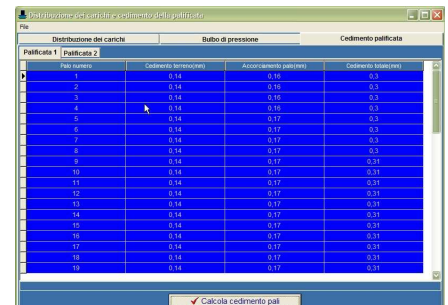 Distribuzione dei carichi e cedimento della palificata
File
Distribuzione dei carichi Bulbo di pressione Cedimento palificata
Palificata 1 Palificata 2
Palo numero Cedimento terreno(mm) Accorciamento palo(mm) Cedimento totale(mm)
1 0,14 0,16 0,3
2 0,14 0,16 0,3
3 0,14 0,16 0,3
4 0,14 0,16 0,3
5 0,14 0,17 0,3
6 0,14 0,17 0,3
7 0,14 0,17 0,3
8 0,14 0,17 0,3
9 0,14 0,17 0,31
10 0,14 0,17 0,31
11 0,14 0,17 0,31
12 0,14 0,17 0,31
13 0,14 0,17 0,31
14 0,14 0,17 0,31
15 0,14 0,17 0,31
16 0,14 0,17 0,31
17 0,14 0,17 0,31
18 0,14 0,17 0,31
19 0,14 0,17 0,31
Calcola cedimento pali